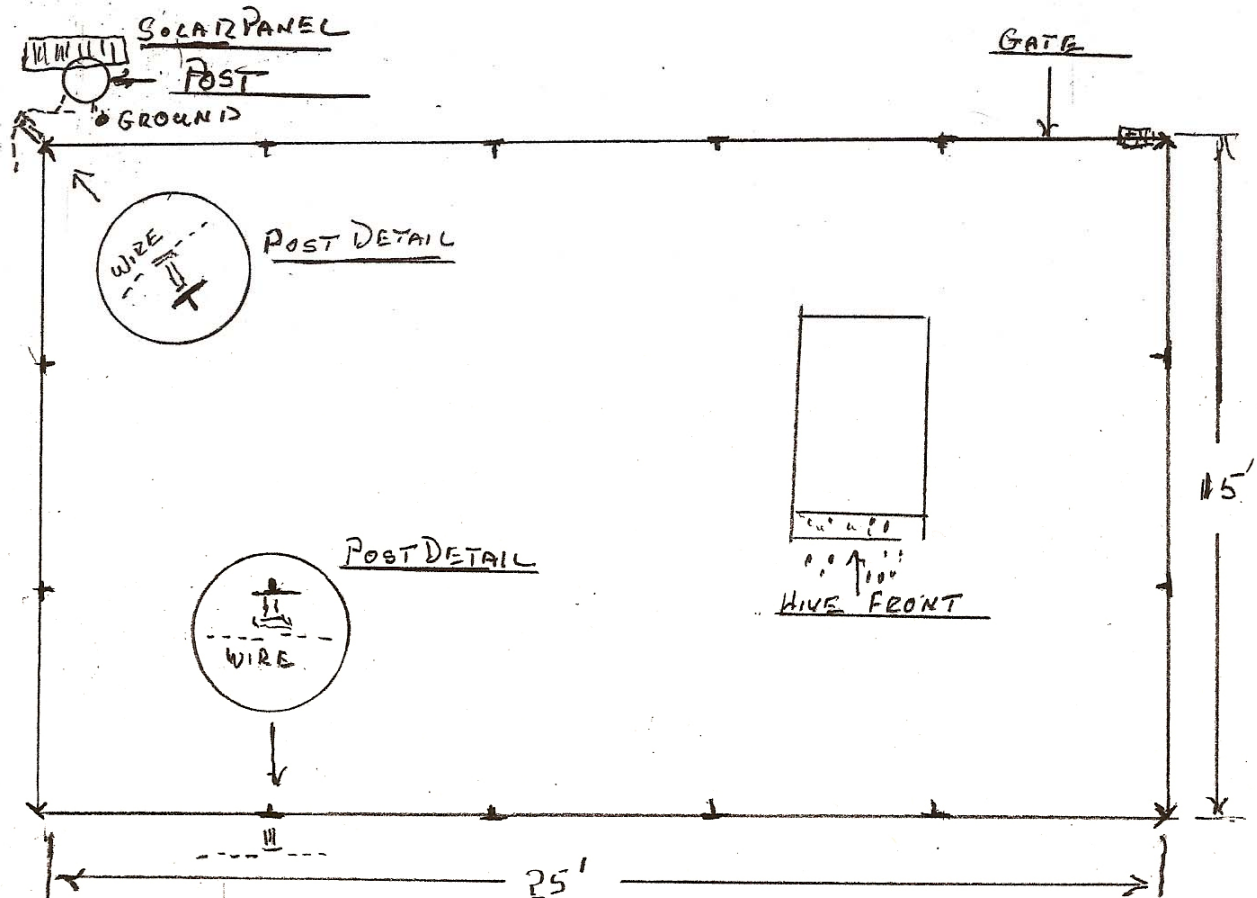 SOLAR PANEL
POST
GROUND
GATE
WIRE
POST DETAIL
15'
POST DETAIL
WIRE
HIVE FRONT
25'